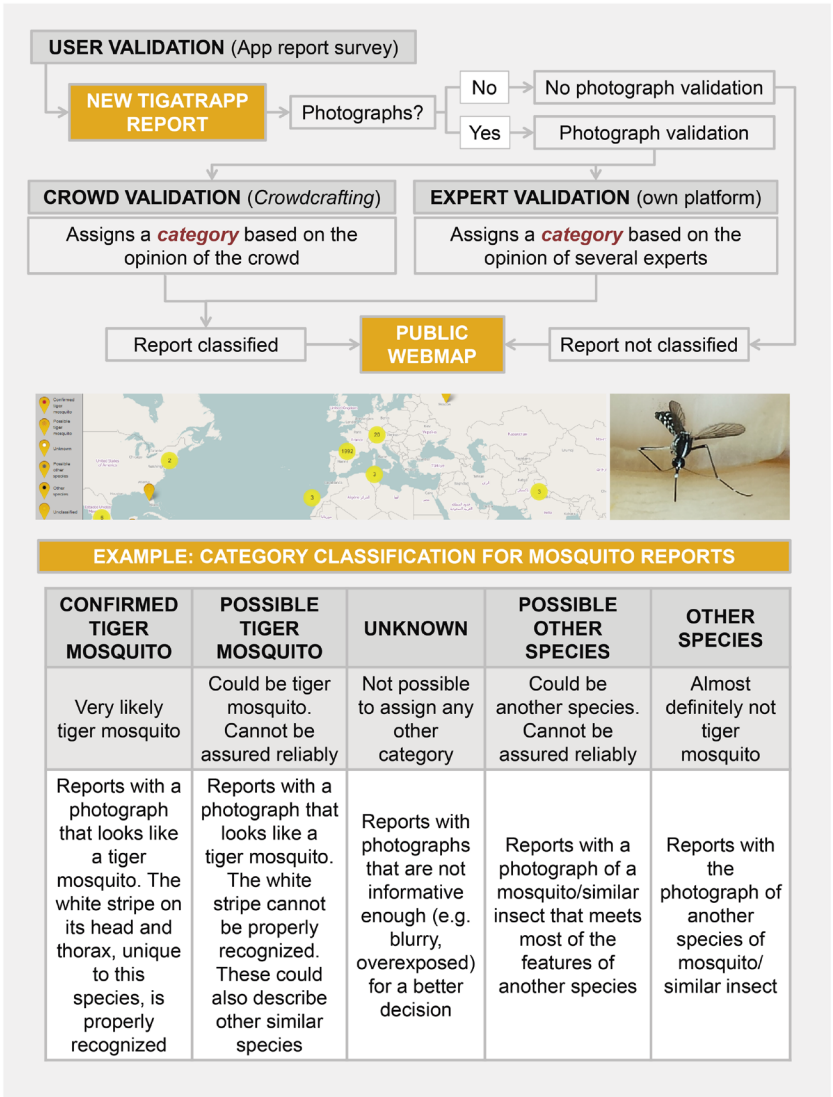 USER VALIDATION (App report survey)
NEW TIGATRAPP
REPORT
Photographs?
No
No photograph validation
Yes
Photograph validation
CROWD VALIDATION (Crowdcrafting)
Assigns a category based on the
opinion of the crowd
EXPERT VALIDATION (own platform)
Assigns a category based on the
opinion of several experts
Report classified
PUBLIC
WEBMAP
Report not classified
Confirmed
tiger
mosquito
Possible
tiger
mosquito
Unknown
Possible
other
species
Other
species
Unclassified
2
70
1092
3
3
3
EXAMPLE: CATEGORY CLASSIFICATION FOR MOSQUITO REPORTS
CONFIRMED
TIGER
MOSQUITO
POSSIBLE
TIGER
MOSQUITO
UNKNOWN
POSSIBLE
OTHER
SPECIES
OTHER
SPECIES
Very likely
tiger mosquito
Could be tiger
mosquito.
Cannot be
assured reliably
Not possible
to assign any
other
category
Could be
another species.
Cannot be
assured reliably
Almost
definitely not
tiger
mosquito
Reports with a
photograph
that looks like
a tiger
mosquito. The
white stripe on
its head and
thorax, unique
to this
species, is
properly
recognized
Reports with a
photograph that
looks like a
tiger mosquito.
The white
stripe cannot
be properly
recognized.
These could
also describe
other similar
species
Reports with
photographs
that are not
informative
enough (e.g.
blurry,
overexposed)
for a better
decision
Reports with a
photograph of a
mosquito/similar
insect that meets
most of the
features of
another species
Reports with
the
photograph of
another
species of
mosquito/
similar insect